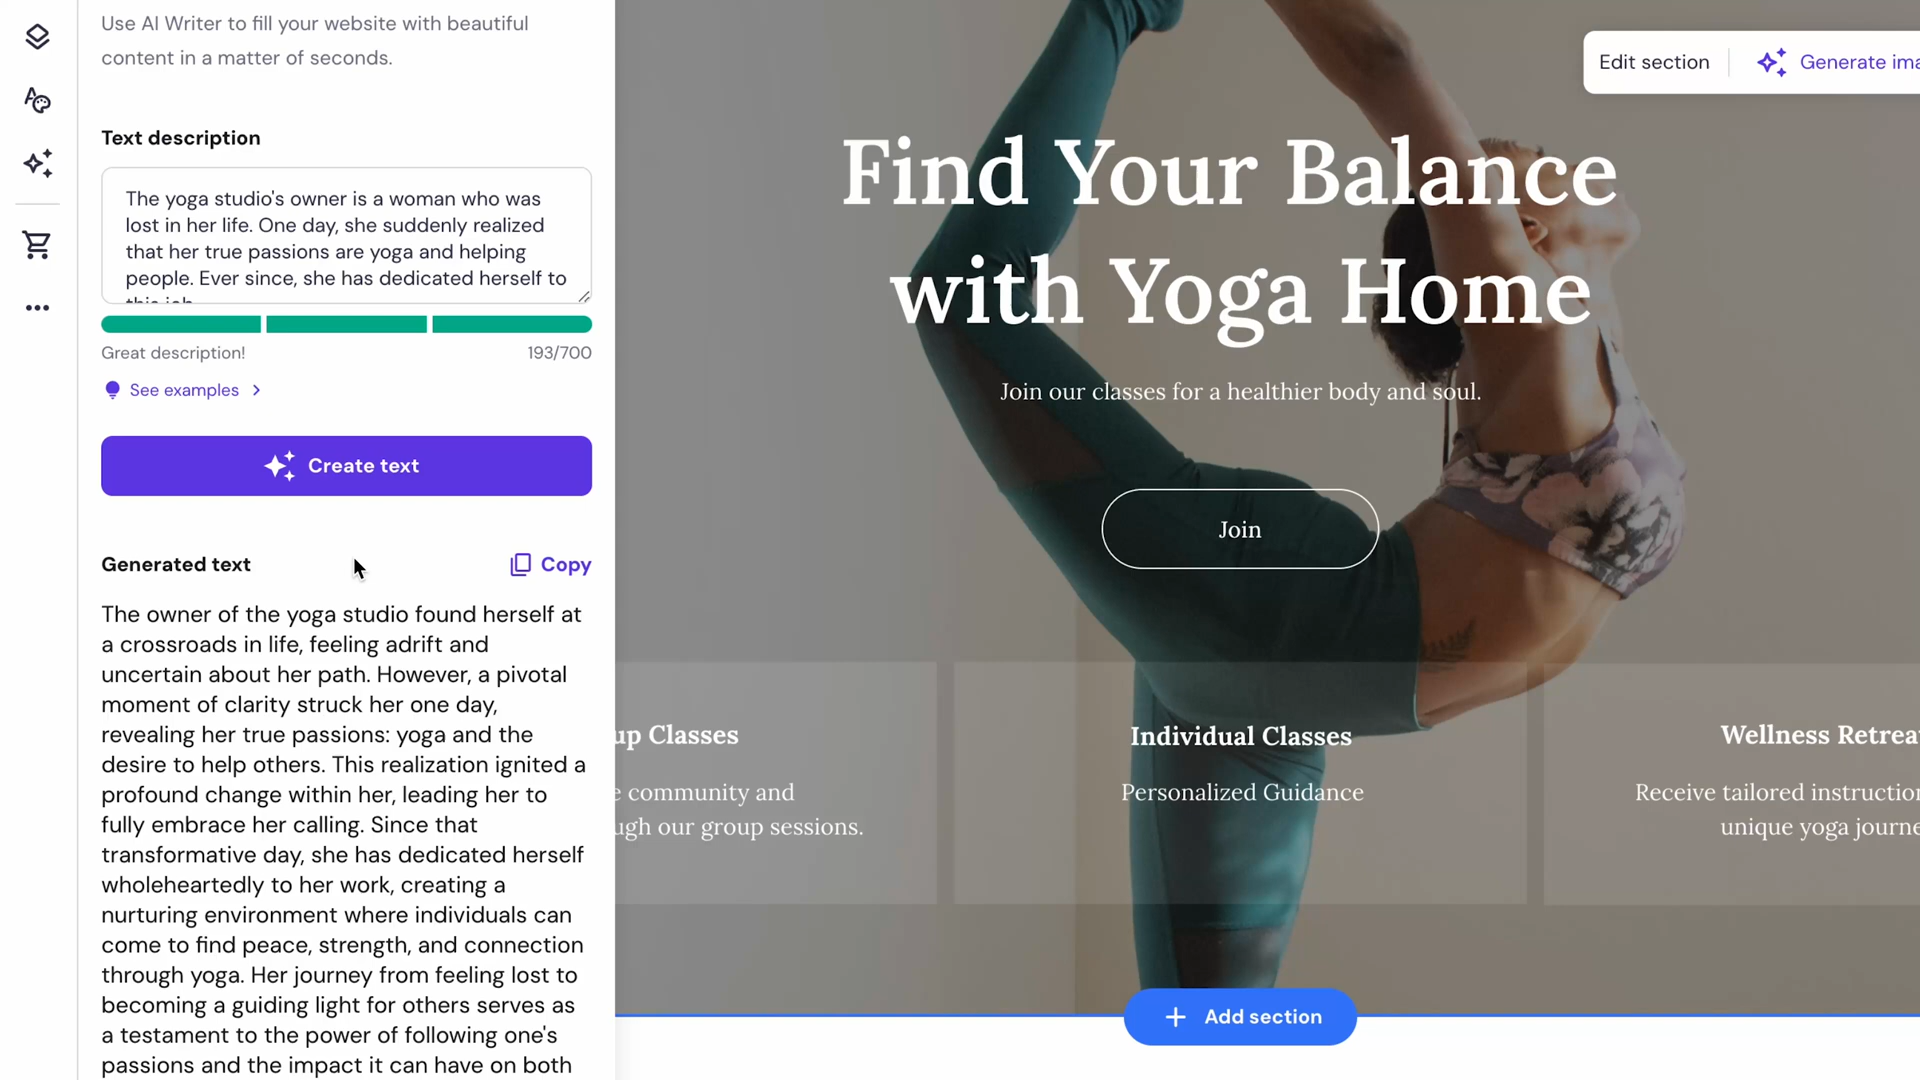 Use AI Writer to fill your website with beautiful
content in a matter of seconds.
Text description
The yoga studio's owner is a woman who was
lost in her life. One day, she suddenly realized
that her true passions are yoga and helping
people. Ever since, she has dedicated herself to
this job.
Great description!
193/700
See examples
Create text
Generated text
Copy
The owner of the yoga studio found herself at
a crossroads in life, feeling adrift and
uncertain about her path. However, a pivotal
moment of clarity struck her one day,
revealing her true passions: yoga and the
desire to help others. This realization ignited a
profound change within her, leading her to
fully embrace her calling. Since that
transformative day, she has dedicated herself
wholeheartedly to her work, creating a
nurturing environment where individuals can
come to find peace, strength, and connection
through yoga. Her journey from feeling lost to
becoming a guiding light for others serves as
a testament to the power of following one's
passions and the impact it can have on both
Edit section
Generate ima
Find Your Balance
with Yoga Home
Join our classes for a healthier body and soul.
Join
up Classes
e community and
ugh our group sessions.
Individual Classes
Personalized Guidance
Wellness Retrea
Receive tailored instruction
unique yoga journe
Add section